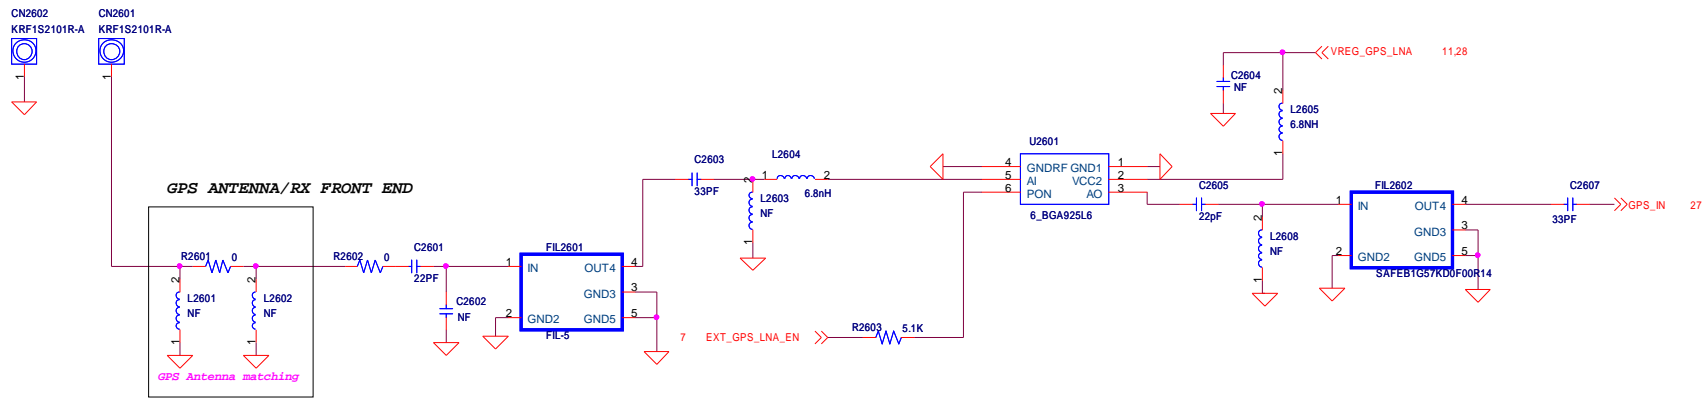 CN2602
KRF1S2101R-A
1
CN2601
KRF1S2101R-A
1
VREG_GPS_LNA 11,28
C2604
NF
2
L2605
6.8NH
1
U2601
4 GNDRF GND1 1
5 AI VCC2 2
6 PON AO 3
6_BGA925L6
C2603
33PF
L2604
1 2
6.8nH
2
L2603
NF
1
C2605
22pF
2
L2608
NF
1
FIL2602
1 IN OUT4 4
GND3 3
2 GND2 GND5 5
SAFEB1G57KD0F00R14
C2607
33PF
GPS_IN 27
GPS ANTENNA/RX FRONT END
R2601 0
2
L2601
NF
1
2
L2602
NF
1
GPS Antenna matching
R2602 0
C2601
22PF
C2602
NF
FIL2601
1 IN OUT4 4
GND3 3
2 GND2 GND5 5
FIL-5
7 EXT_GPS_LNA_EN
R2603 5.1K